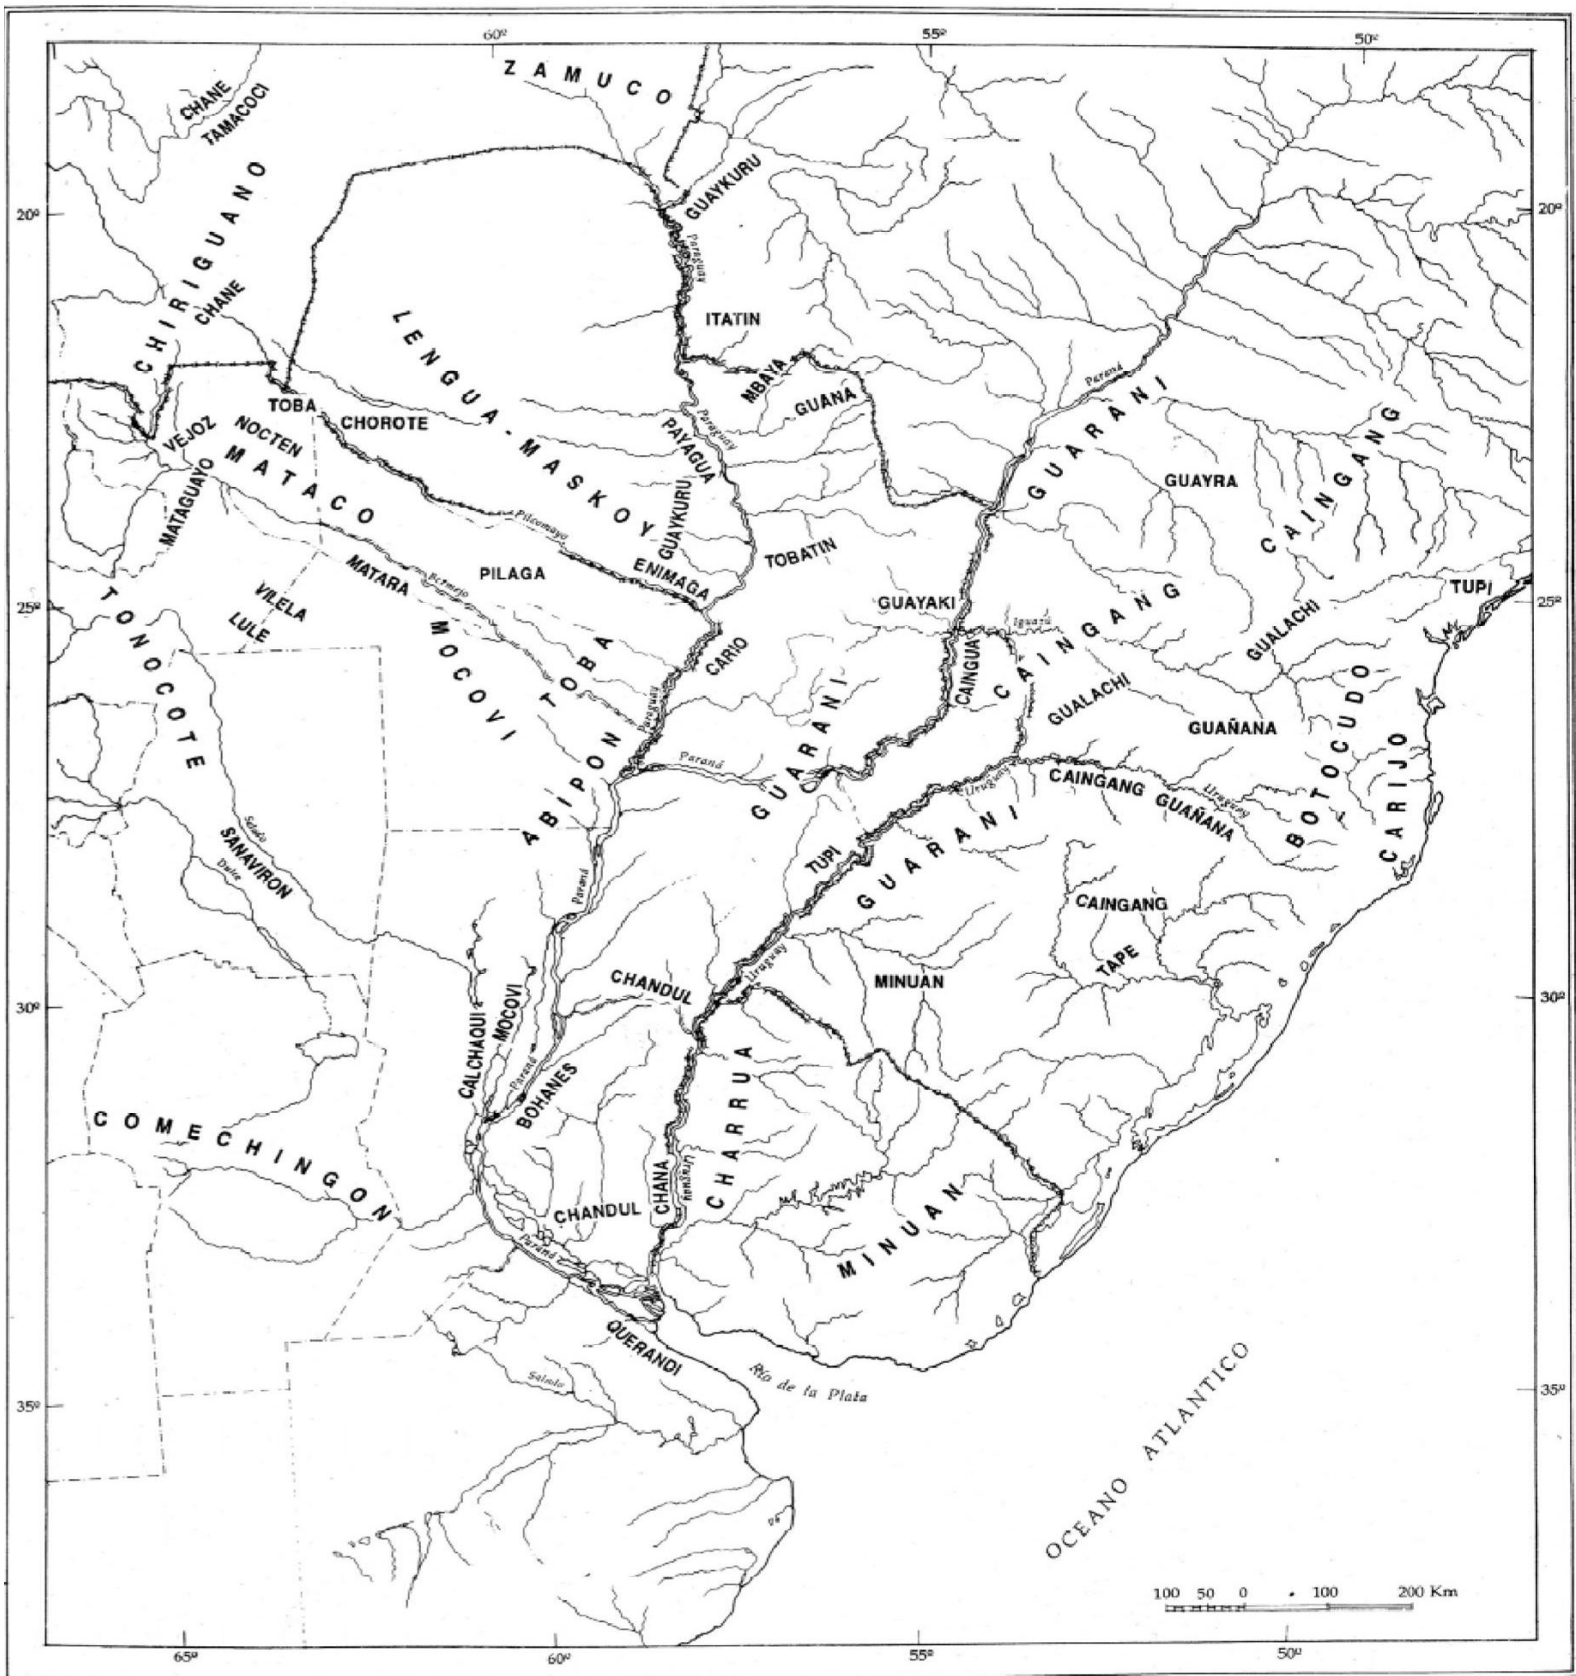 60º
55º
50º
ZAMUCO
CHANE
TAMACOCI
GUAYKURU
20º
20º
CHIRIGUANO
Paraguay
CHANE
ITATIN
LENGUA-MASKOY
MBAYA
GUANA
Paraná
TOBA
CHOROTE
GUARANI
VEJOZ
NOCTEN
Paraguay
PAYAGUA
MATACO
MATAGUAYO
GUAYRA
CAINGANG
GUAYKURU
Pilcomayo
TOBATIN
ENIMAGA
PILAGA
MATARA
Bermejo
VILELA
LULE
TONOCOTE
GUAYAKI
TUPI
25º
25º
Iguazú
CAINGANG
GUALACHI
MOCOVI
TOBA
CARIO
CAINGUA
GUALACHI
Paraguay
GUAÑANA
BOTOCUDO
CARIJO
ABIPON
Paraná
GUARANI
Uruguay
CAINGANG GUAÑANA
Uruguay
GUARANI
TUPI
Salado
SANAVIRON
Dulce
Paraná
CAINGANG
TAPE
Uruguay
CHANDUL
MINUAN
30º
30º
CALCHAQUI
MOCOVI
Paraná
BOHANES
CHARRUA
COMECHINGON
CHANA
Uruguay
CHANDUL
MINUAN
Paraná
QUERANDI
Río de la Plata
Salado
35º
35º
OCEANO ATLANTICO
100 50 0 100 200 Km
65º
60º
55º
50º